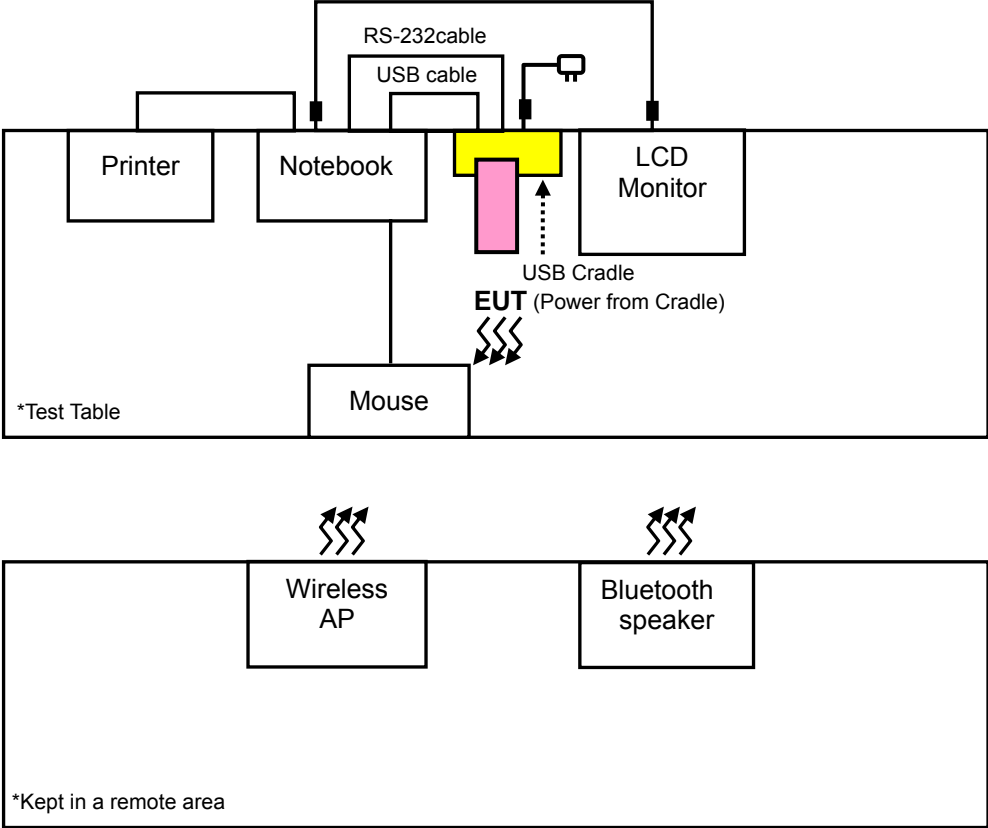 RS-232cable
USB cable
Printer
Notebook
LCD
Monitor
USB Cradle
EUT (Power from Cradle)
Mouse
*Test Table
Wireless
AP
Bluetooth
speaker
*Kept in a remote area